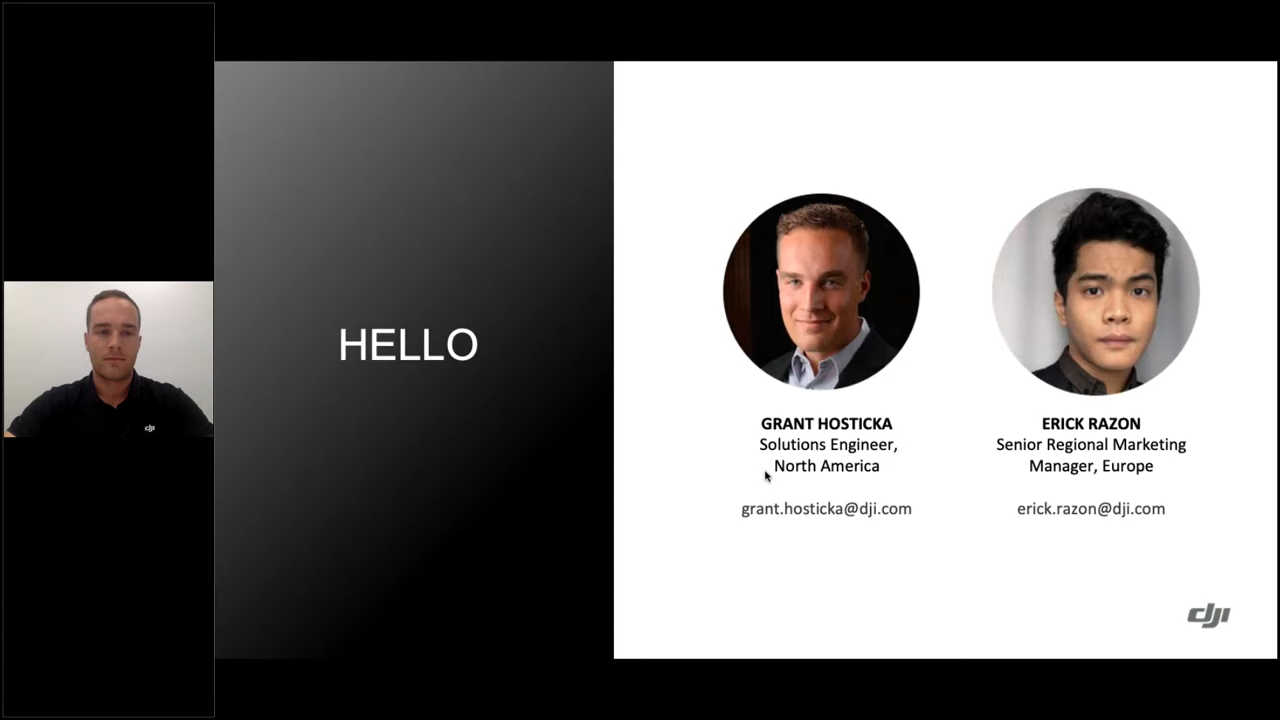 HELLO
GRANT HOSTICKA
Solutions Engineer,
North America
grant.hosticka@dji.com
ERICK RAZON
Senior Regional Marketing
Manager, Europe
erick.razon@dji.com
dji
dji